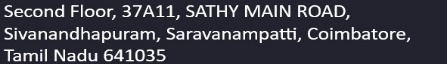 Second Floor, 37A11, SATHY MAIN ROAD,
Sivanandhapuram, Saravanampatti, Coimbatore,
Tamil Nadu 641035